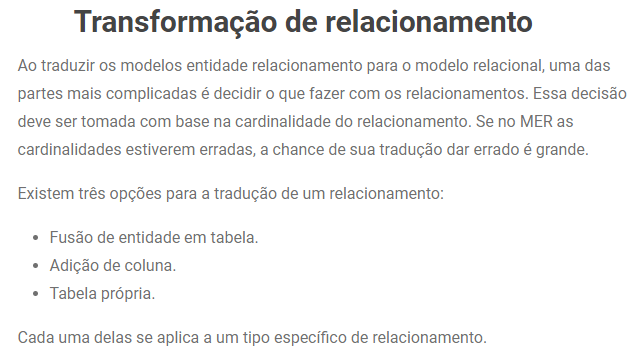 Transformação de relacionamento
Ao traduzir os modelos entidade relacionamento para o modelo relacional, uma das
partes mais complicadas é decidir o que fazer com os relacionamentos. Essa decisão
deve ser tomada com base na cardinalidade do relacionamento. Se no MER as
cardinalidades estiverem erradas, a chance de sua tradução dar errado é grande.
Existem três opções para a tradução de um relacionamento:
• Fusão de entidade em tabela.
• Adição de coluna.
• Tabela própria.
Cada uma delas se aplica a um tipo específico de relacionamento.